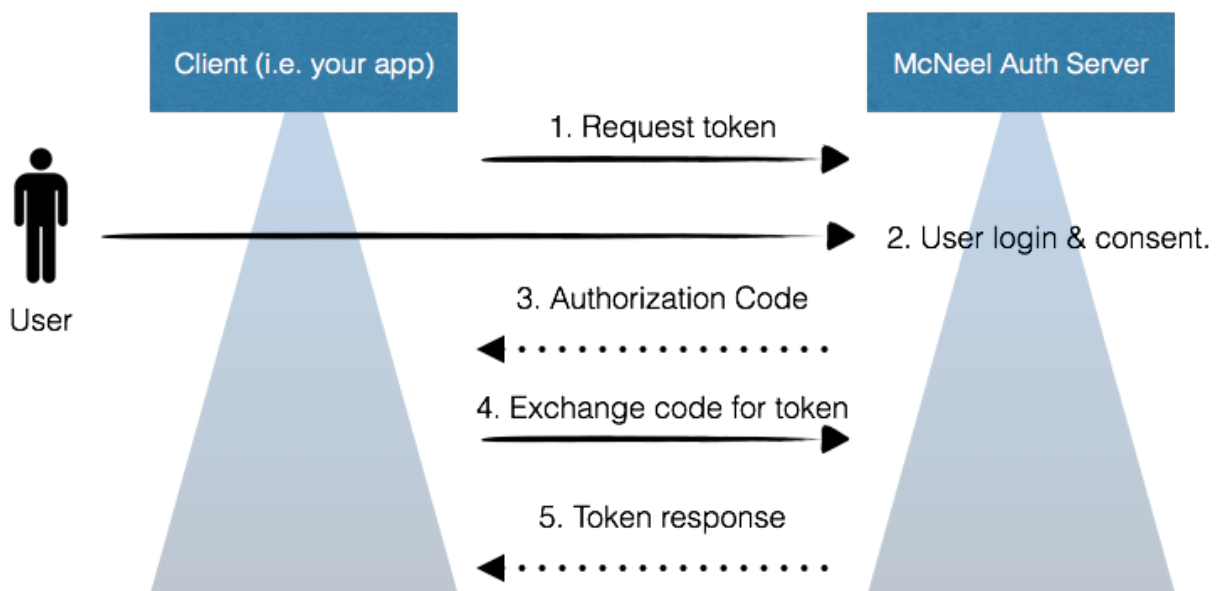 Client (i.e. your app)
McNeel Auth Server
1. Request token
2. User login & consent.
User
3. Authorization Code
4. Exchange code for token
5. Token response